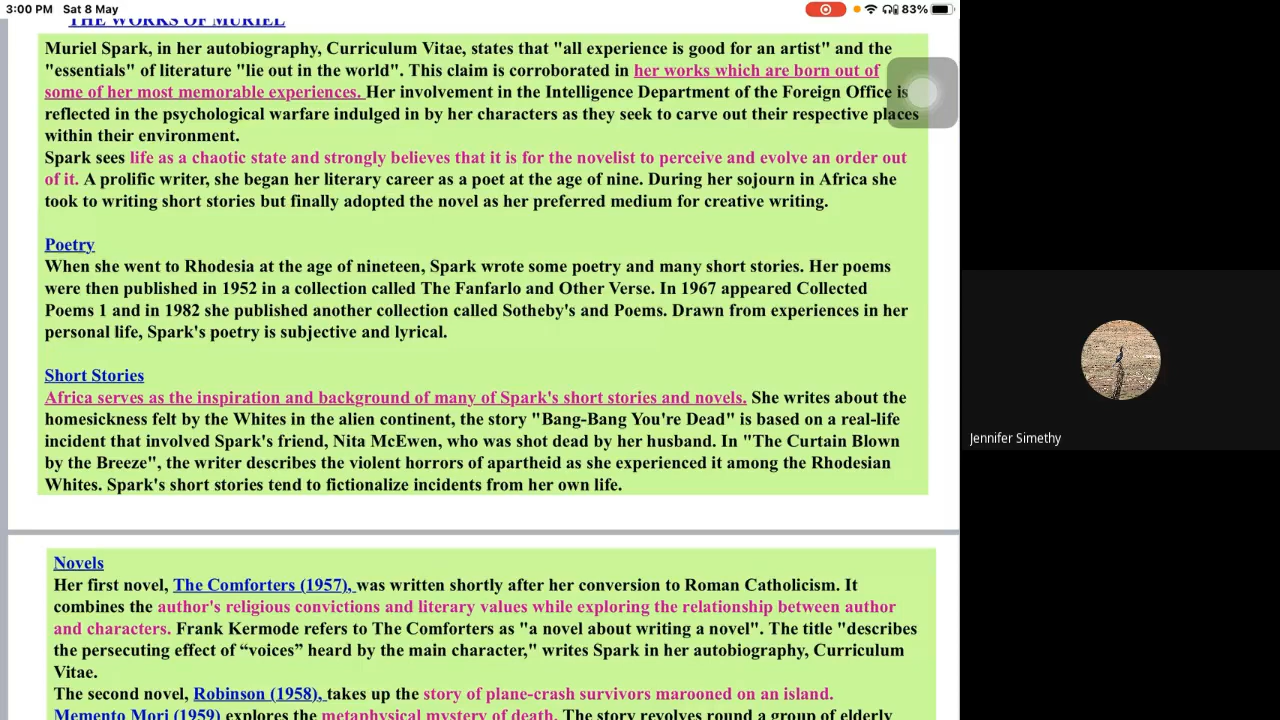 3:00 PM Sat 8 May
83%
THE WORKS OF MURIEL
Muriel Spark, in her autobiography, Curriculum Vitae, states that "all experience is good for an artist" and the
"essentials" of literature "lie out in the world". This claim is corroborated in her works which are born out of
some of her most memorable experiences. Her involvement in the Intelligence Department of the Foreign Office is
reflected in the psychological warfare indulged in by her characters as they seek to carve out their respective places
within their environment.
Spark sees life as a chaotic state and strongly believes that it is for the novelist to perceive and evolve an order out
of it. A prolific writer, she began her literary career as a poet at the age of nine. During her sojourn in Africa she
took to writing short stories but finally adopted the novel as her preferred medium for creative writing.
Poetry
When she went to Rhodesia at the age of nineteen, Spark wrote some poetry and many short stories. Her poems
were then published in 1952 in a collection called The Fanfarlo and Other Verse. In 1967 appeared Collected
Poems 1 and in 1982 she published another collection called Sotheby's and Poems. Drawn from experiences in her
personal life, Spark's poetry is subjective and lyrical.
Short Stories
Africa serves as the inspiration and background of many of Spark's short stories and novels. She writes about the
homesickness felt by the Whites in the alien continent, the story "Bang-Bang You're Dead" is based on a real-life
incident that involved Spark's friend, Nita McEwen, who was shot dead by her husband. In "The Curtain Blown
by the Breeze", the writer describes the violent horrors of apartheid as she experienced it among the Rhodesian
Whites. Spark's short stories tend to fictionalize incidents from her own life.
Novels
Her first novel, The Comforters (1957), was written shortly after her conversion to Roman Catholicism. It
combines the author's religious convictions and literary values while exploring the relationship between author
and characters. Frank Kermode refers to The Comforters as "a novel about writing a novel". The title "describes
the persecuting effect of “voices” heard by the main character," writes Spark in her autobiography, Curriculum
Vitae.
The second novel, Robinson (1958), takes up the story of plane-crash survivors marooned on an island.
Memento Mori (1959) explores the metaphysical mystery of death. The story revolves round a group of elderly
Jennifer Simethy